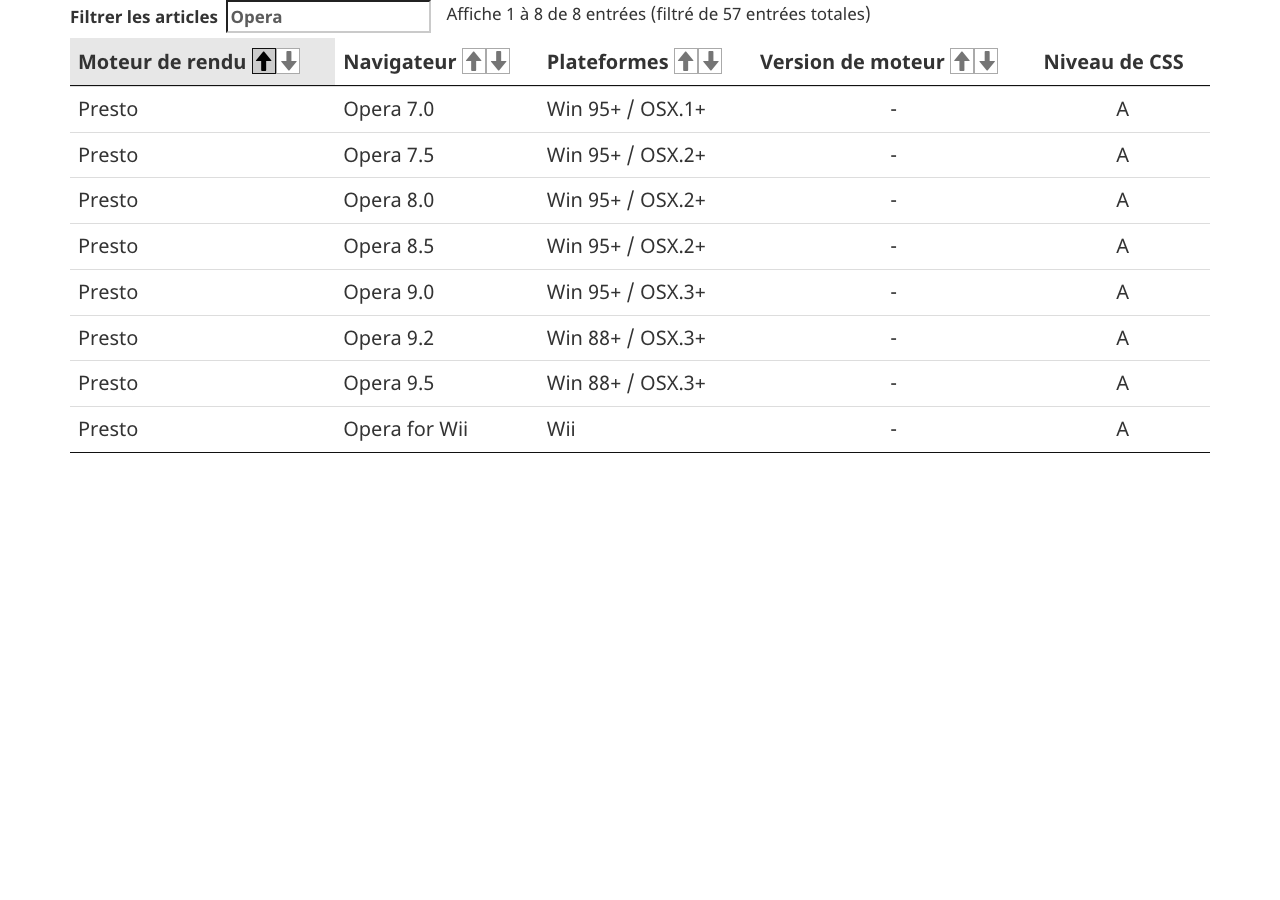 Filtrer les articles Opera Affiche 1 à 8 de 8 entrées (filtré de 57 entrées totales)
Moteur de rendu Navigateur Plateformes Version de moteur Niveau de CSS
Presto Opera 7.0 Win 95+ / OSX.1+ - A
Presto Opera 7.5 Win 95+ / OSX.2+ - A
Presto Opera 8.0 Win 95+ / OSX.2+ - A
Presto Opera 8.5 Win 95+ / OSX.2+ - A
Presto Opera 9.0 Win 95+ / OSX.3+ - A
Presto Opera 9.2 Win 88+ / OSX.3+ - A
Presto Opera 9.5 Win 88+ / OSX.3+ - A
Presto Opera for Wii Wii - A